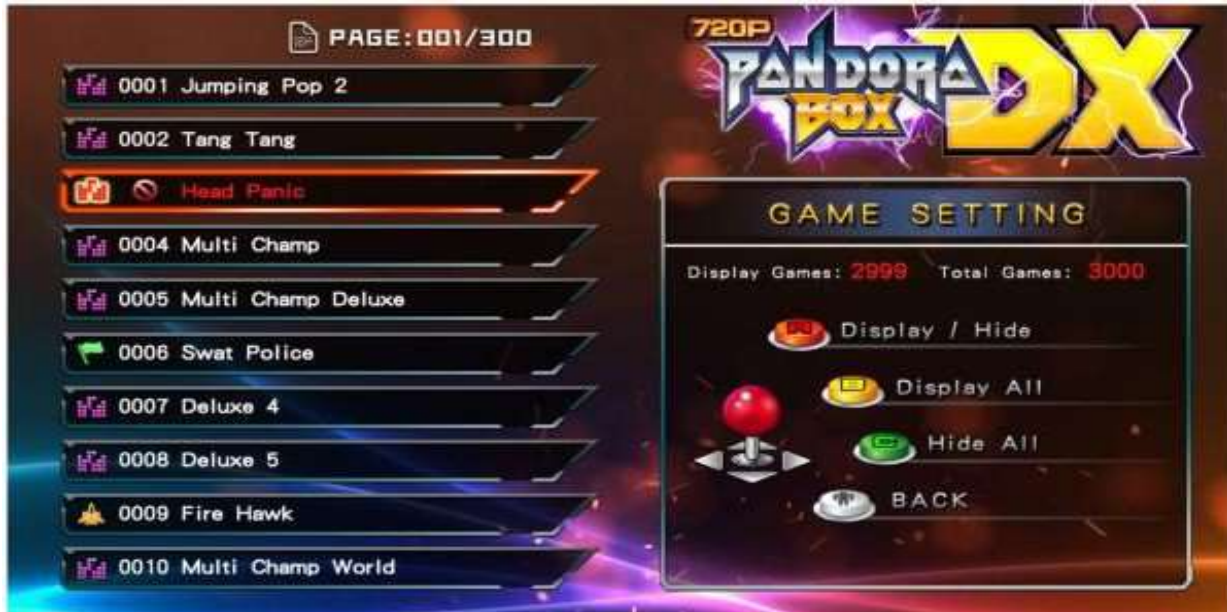 PAGE:001/300
0001 Jumping Pop 2
0002 Tang Tang
Head Panic
0004 Multi Champ
0005 Multi Champ Deluxe
0006 Swat Police
0007 Deluxe 4
0008 Deluxe 5
0009 Fire Hawk
0010 Multi Champ World
720P
PANDORA
BOX
DX
GAME SETTING
Display Games: 2999 Total Games: 3000
Display / Hide
Display All
Hide All
BACK